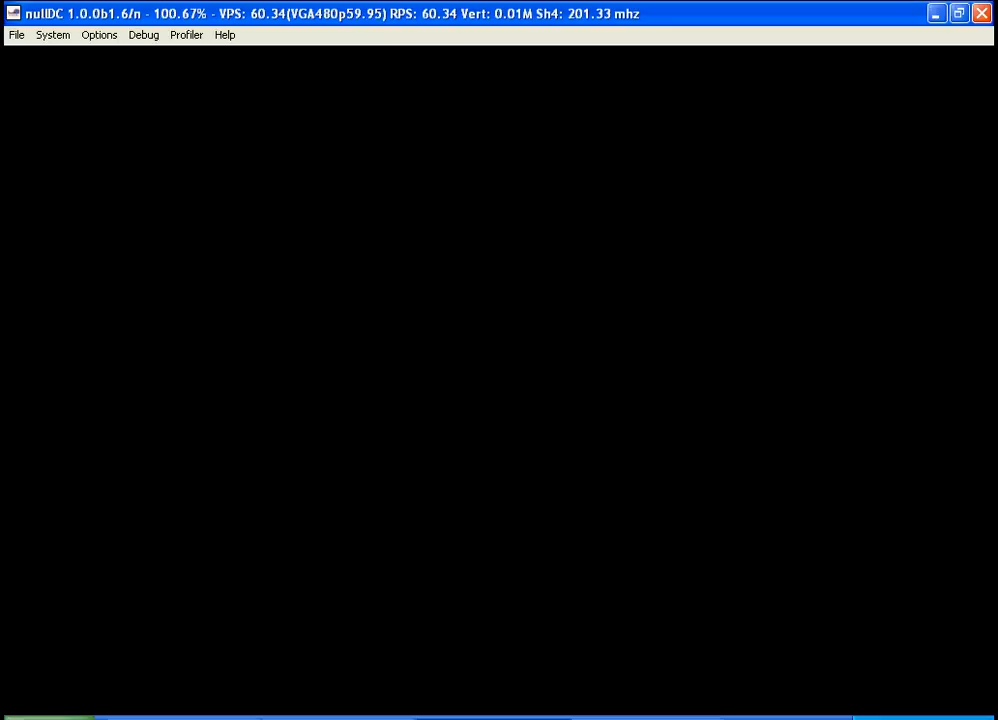 nullDC 1.0.0b1.6/n - 100.67% - VPS: 60.34(VGA480p59.95) RPS: 60.34 Vert: 0.01M Sh4: 201.33 mhz
File System Options Debug Profiler Help